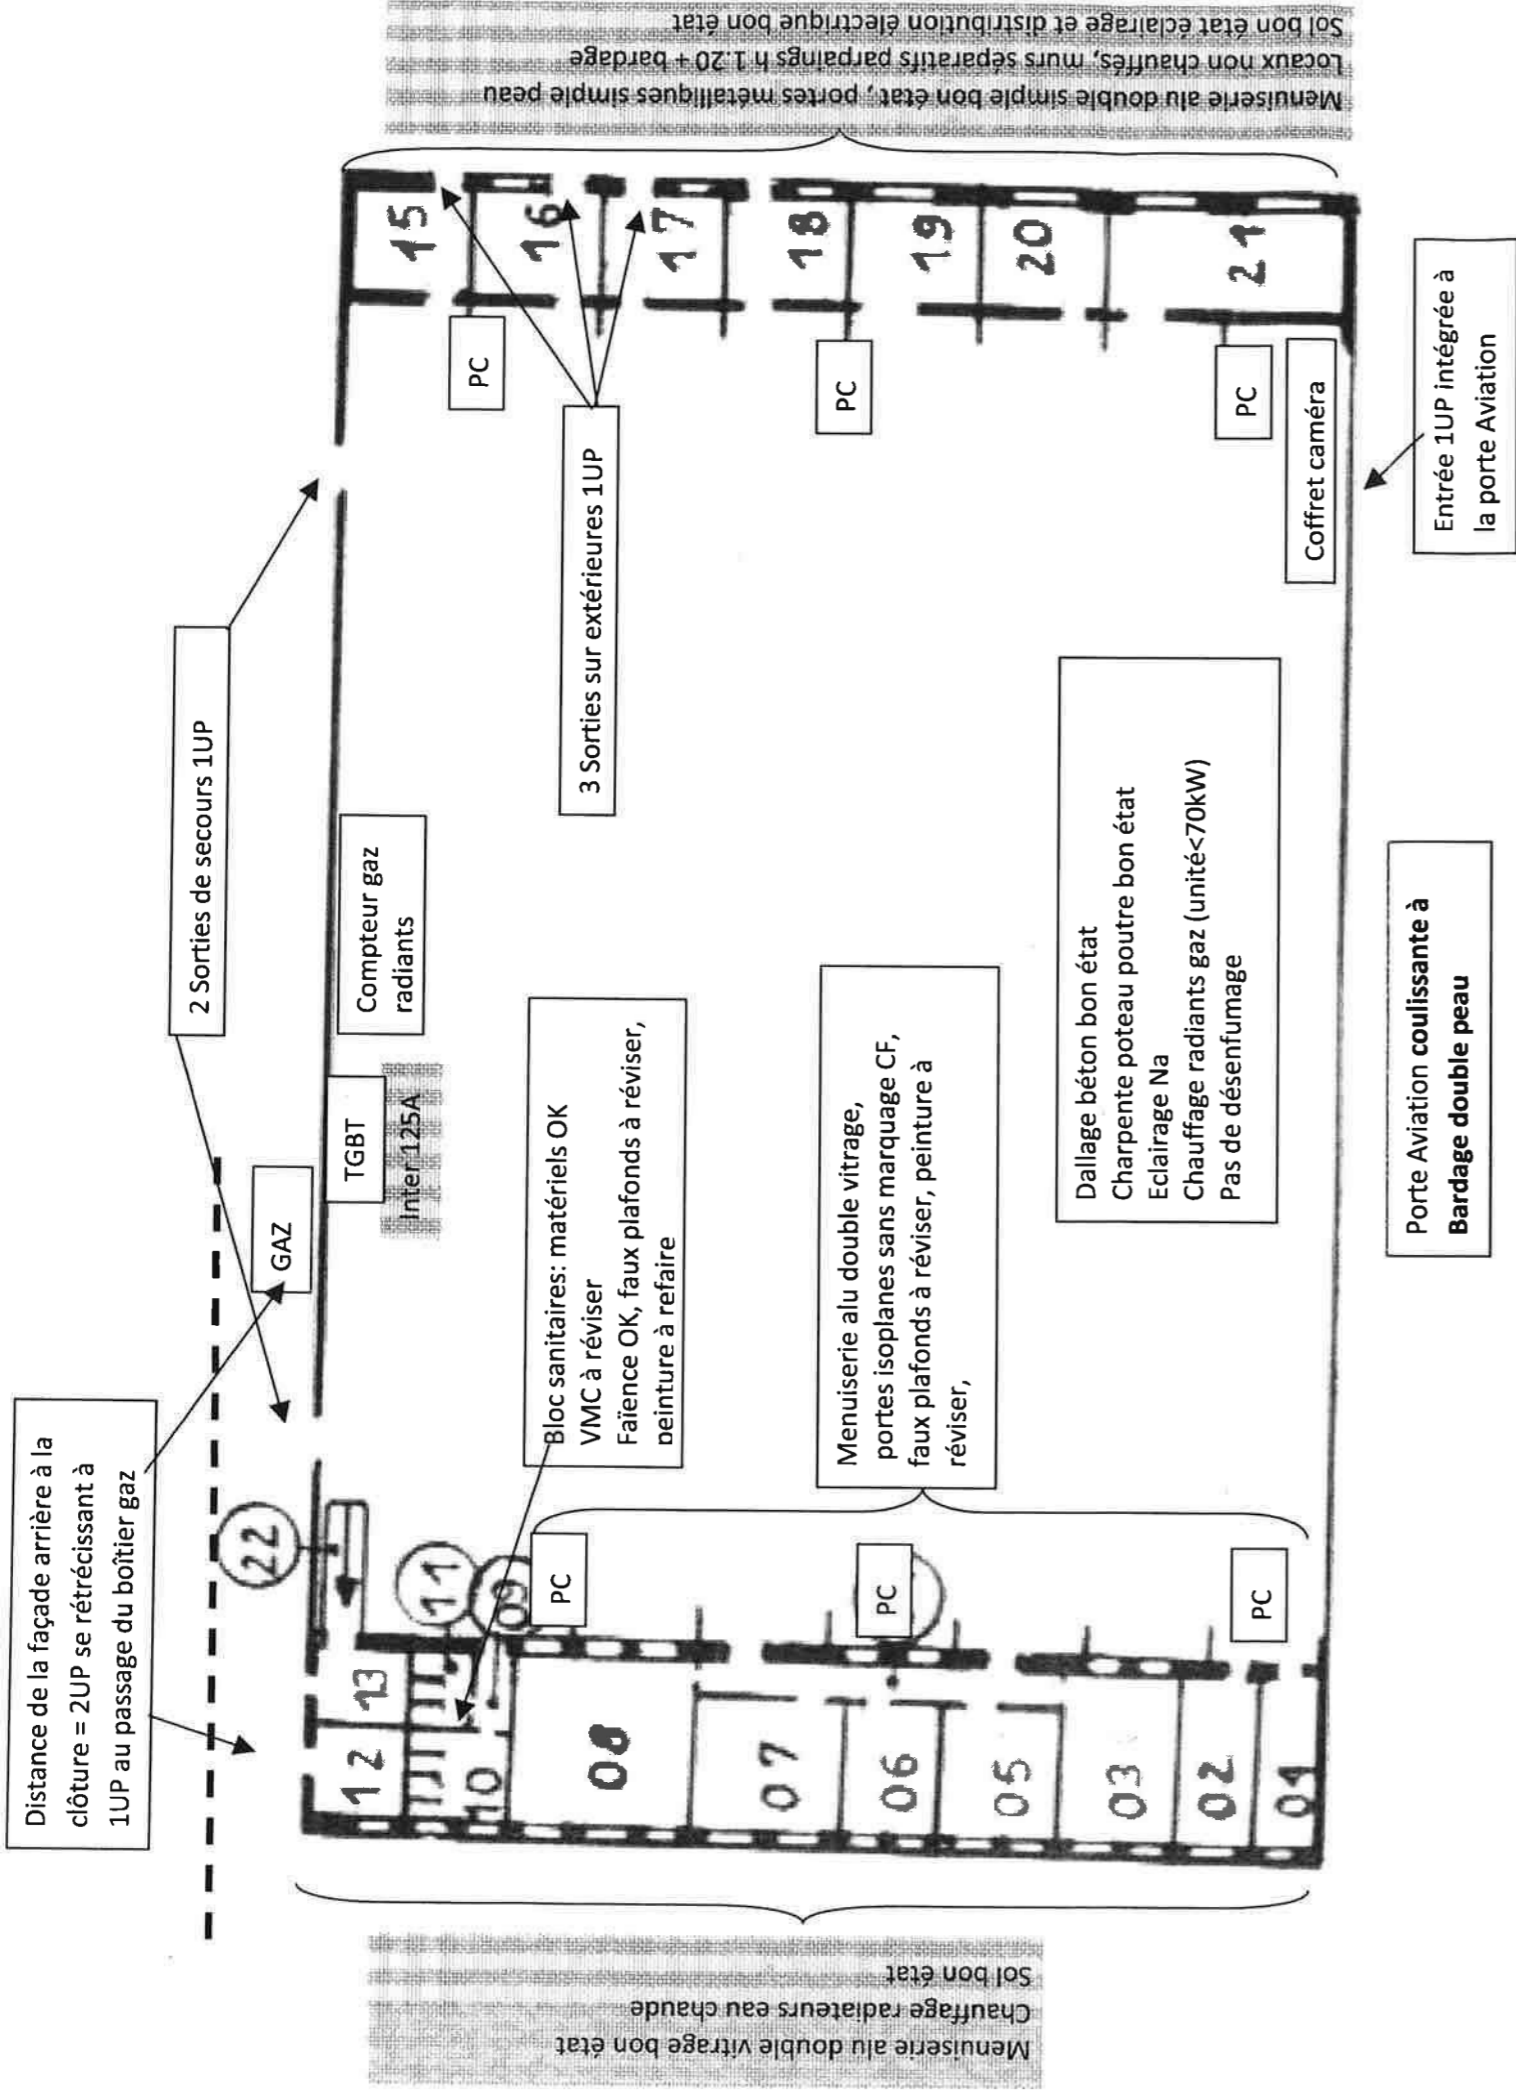 Distance de la façade arrière à la
clôture = 2UP se rétrécissant à
1UP au passage du boîtier gaz
2 Sorties de secours 1UP
GAZ
TGBT
Inter 125A
Compteur gaz
radiants
22
12
13
11
10
09
08
07
06
05
03
02
01
PC
PC
PC
Bloc sanitaires: matériels OK
VMC à réviser
Faïence OK, faux plafonds à réviser,
peinture à refaire
Menuiserie alu double vitrage,
portes isoplanes sans marquage CF,
faux plafonds à réviser, peinture à
réviser,
3 Sorties sur extérieures 1UP
Dallage béton bon état
Charpente poteau poutre bon état
Eclairage Na
Chauffage radiants gaz (unité<70kW)
Pas de désenfumage
15
16
17
18
19
20
21
PC
PC
PC
Coffret caméra
Porte Aviation coulissante à
Bardage double peau
Entrée 1UP intégrée à
la porte Aviation
Menuiserie alu double vitrage bon état
Chauffage radiateurs eau chaude
Sol bon état
Menuiserie alu double simple bon état, portes métalliques simple peau
Locaux non chauffés, murs séparatifs parpaings h 1.20 + bardage
Sol bon état éclairage et distribution électrique bon état